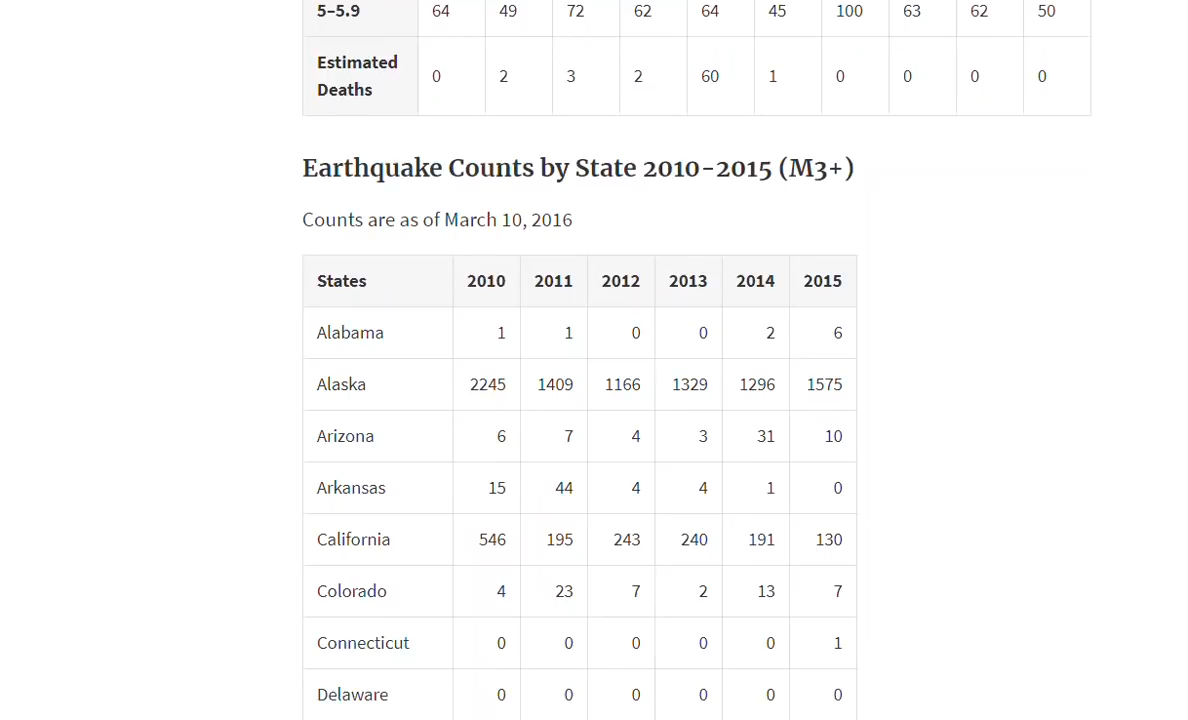 5–5.9 64 49 72 62 64 45 100 63 62 50
Estimated
Deaths 0 2 3 2 60 1 0 0 0 0
Earthquake Counts by State 2010-2015 (M3+)
Counts are as of March 10, 2016
States 2010 2011 2012 2013 2014 2015
Alabama 1 1 0 0 2 6
Alaska 2245 1409 1166 1329 1296 1575
Arizona 6 7 4 3 31 10
Arkansas 15 44 4 4 1 0
California 546 195 243 240 191 130
Colorado 4 23 7 2 13 7
Connecticut 0 0 0 0 0 1
Delaware 0 0 0 0 0 0